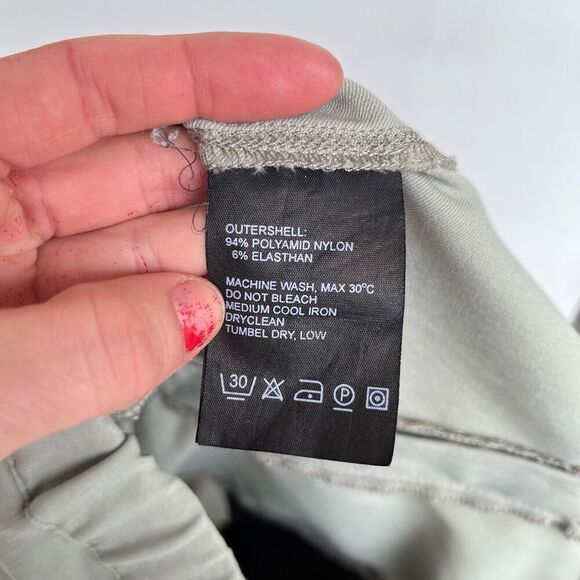 OUTERSHELL:
94% POLYAMID NYLON
6% ELASTHAN
MACHINE WASH, MAX 30°C
DO NOT BLEACH
MEDIUM COOL IRON
DRYCLEAN
TUMBEL DRY, LOW
30 P